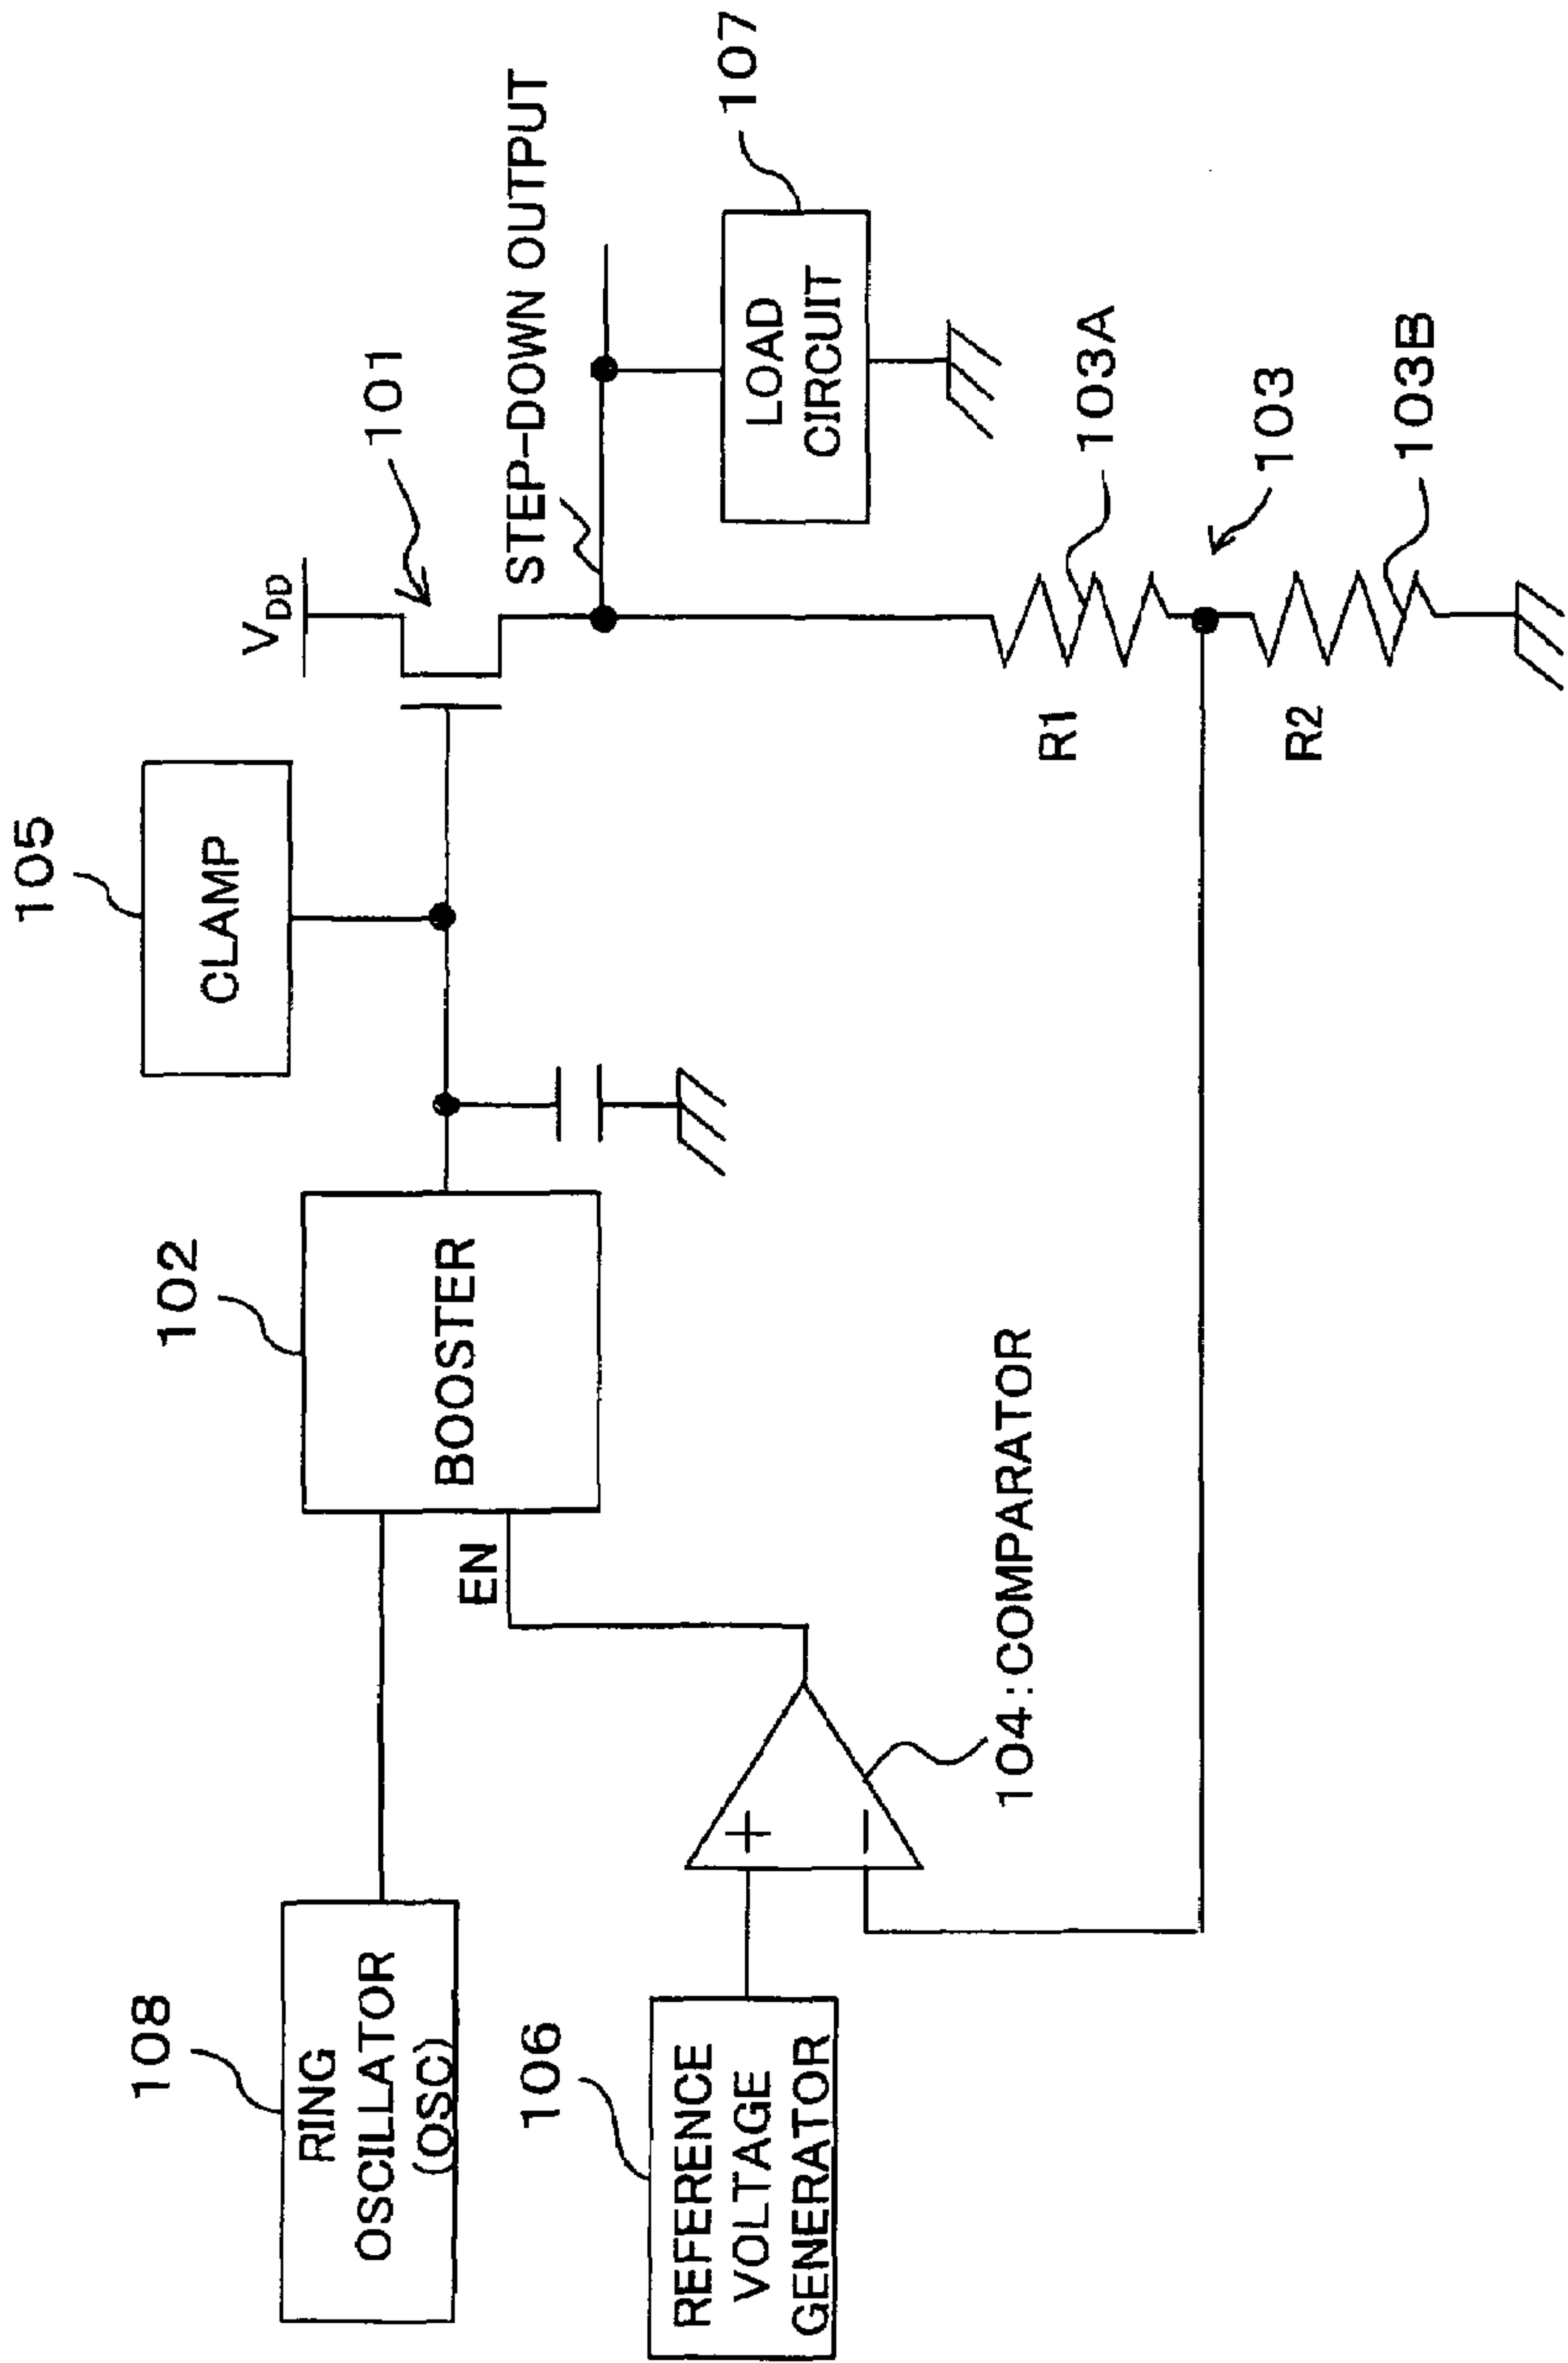 105
CLAMP
V DD
101
102
BOOSTER
STEP-DOWN OUTPUT
108
RING
OSCILLATOR
(OSC)
EN
107
LOAD
CIRCUIT
106
REFERENCE
VOLTAGE
GENERATOR
+
−
104:COMPARATOR
R1
103A
103
R2
103B